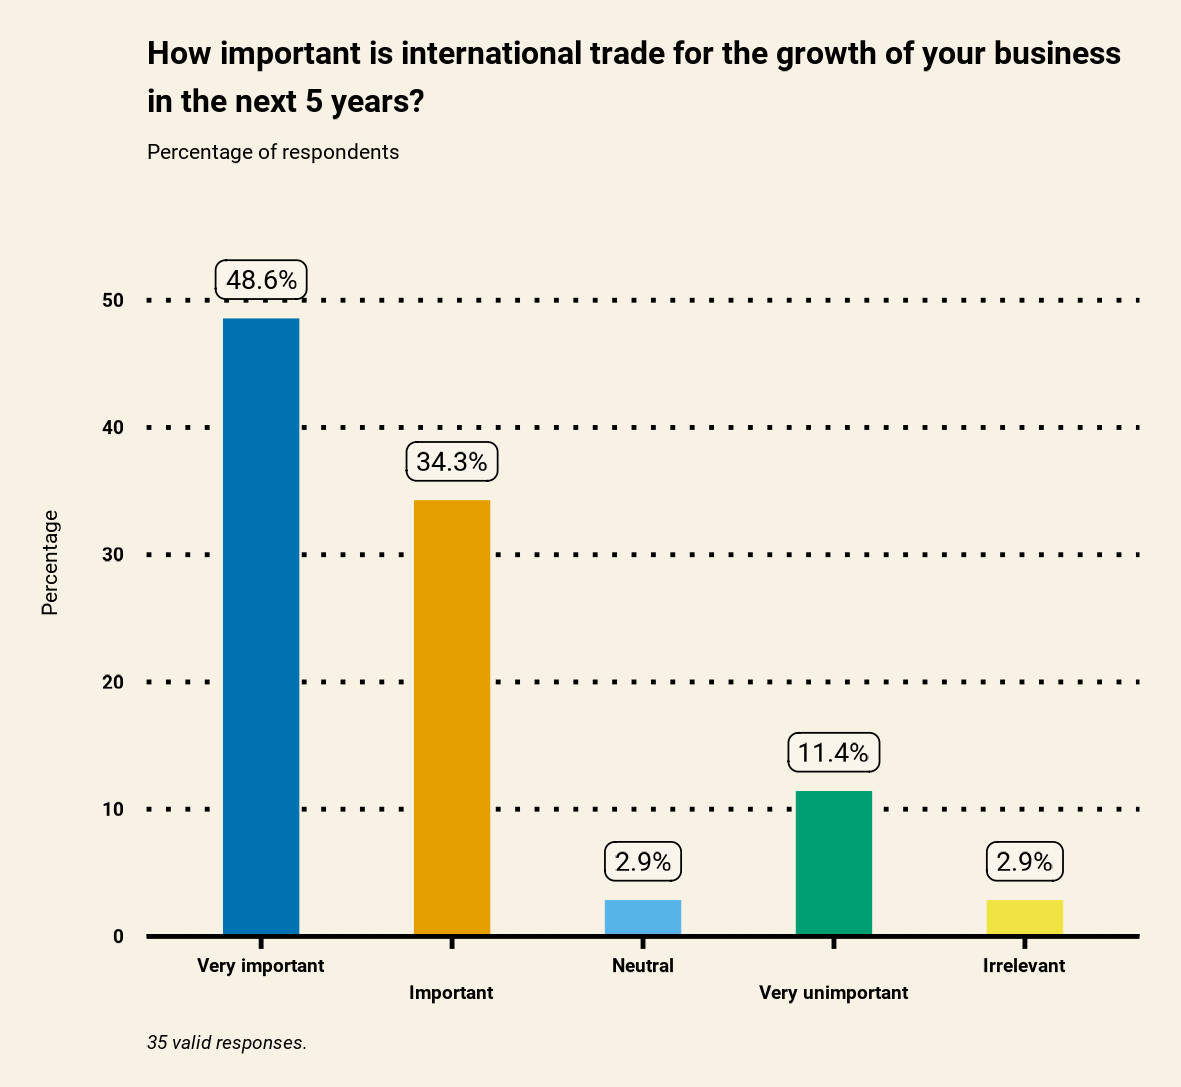 How important is international trade for the growth of your business
in the next 5 years?
Percentage of respondents
48.6%
50
40
34.3%
30
Percentage
20
11.4%
10
2.9%
2.9%
0
Very important
Neutral
Irrelevant
Important
Very unimportant
35 valid responses.